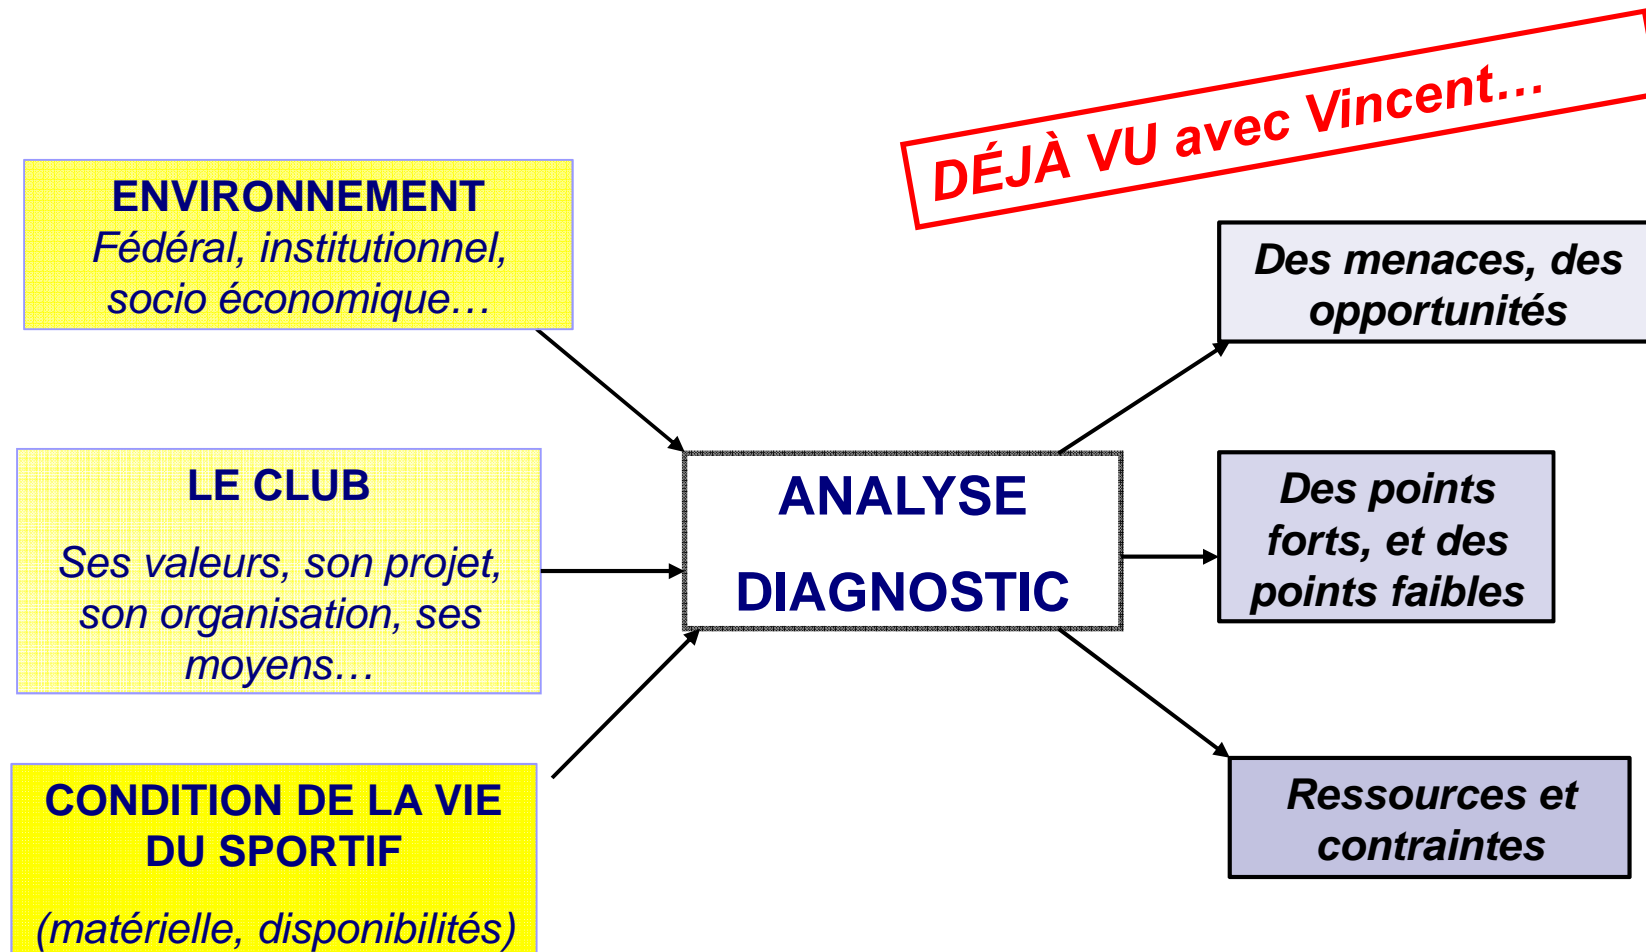 DÉJÀ VU avec Vincent…
ENVIRONNEMENT
Fédéral, institutionnel,
socio économique…
LE CLUB
Ses valeurs, son projet,
son organisation, ses
moyens…
CONDITION DE LA VIE
DU SPORTIF
(matérielle, disponibilités)
ANALYSE
DIAGNOSTIC
Des menaces, des
opportunités
Des points
forts, et des
points faibles
Ressources et
contraintes